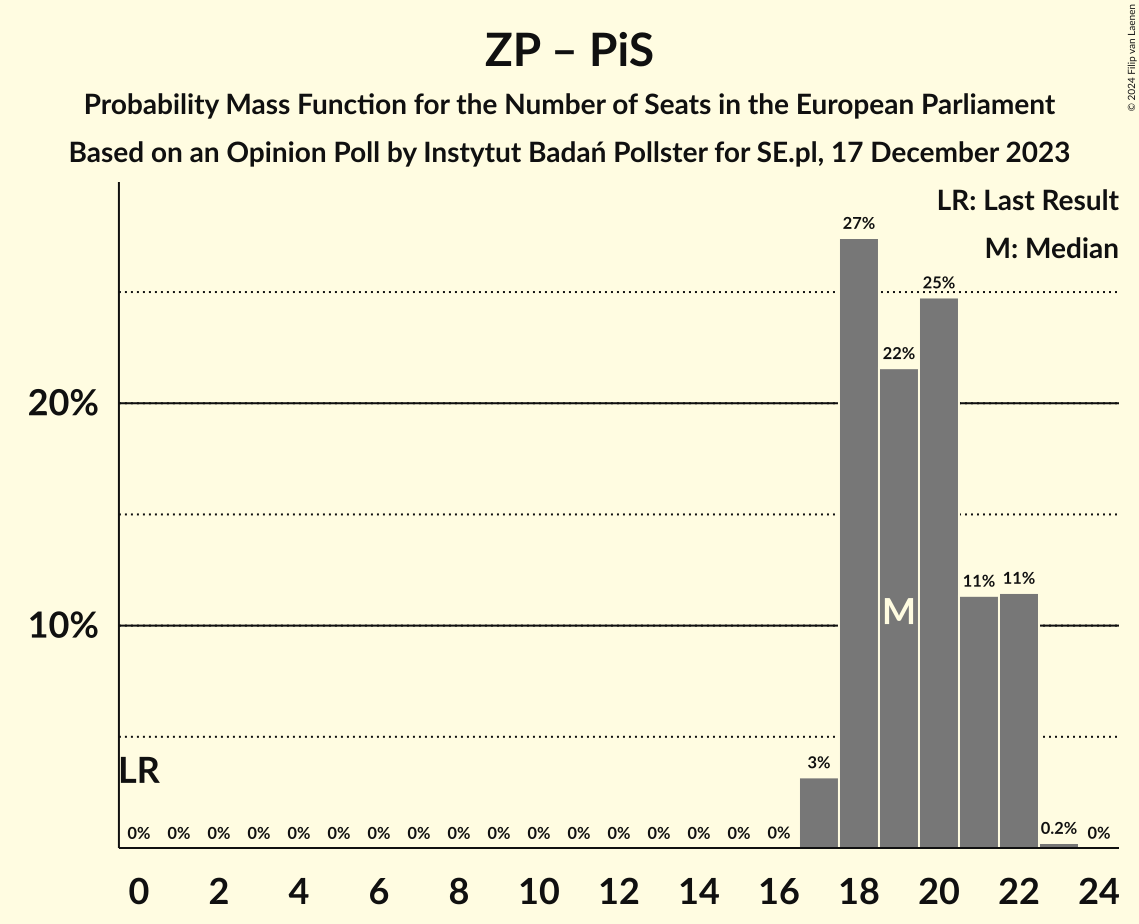 ZP – PiS
Probability Mass Function for the Number of Seats in the European Parliament
Based on an Opinion Poll by Instytut Badań Pollster for SE.pl, 17 December 2023
© 2024 Filip van Laenen
LR: Last Result
M: Median
27%
25%
22%
20%
11% 11%
M
10%
3%
LR
0% 0% 0% 0% 0% 0% 0% 0% 0% 0% 0% 0% 0% 0% 0% 0% 0% 0.2% 0%
0 2 4 6 8 10 12 14 16 18 20 22 24